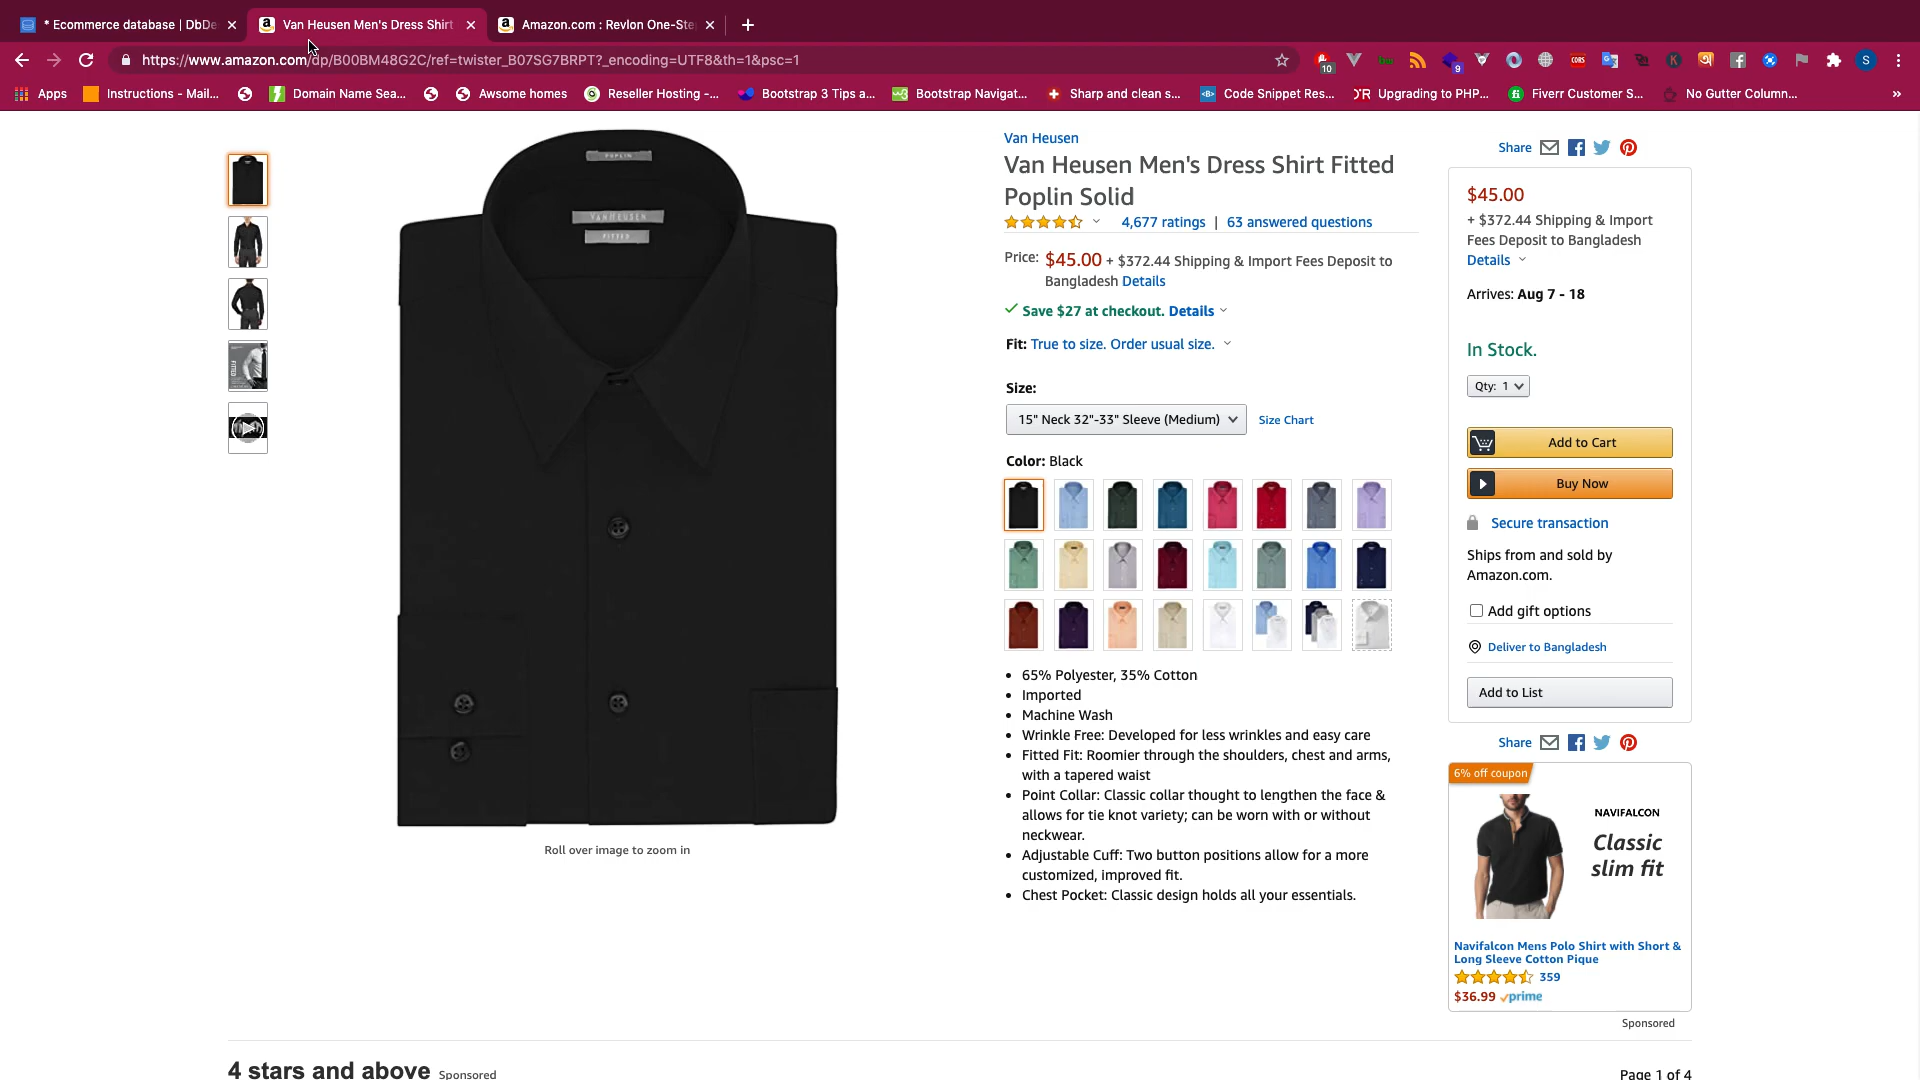 * Ecommerce database | DbDe
Van Heusen Men's Dress Shirt
Amazon.com : Revlon One-Ste
https://www.amazon.com/dp/B00BM48G2C/ref=twister_B07SG7BRPT?_encoding=UTF8&th=1&psc=1
10
9
CORS
S
Apps
Instructions - Mail...
Domain Name Sea...
Awsome homes
Reseller Hosting -...
Bootstrap 3 Tips a...
Bootstrap Navigat...
Sharp and clean s...
Code Snippet Res...
Upgrading to PHP...
Fiverr Customer S...
No Gutter Column...
POPLIN
VAN HEUSEN
FITTED
Roll over image to zoom in
Van Heusen
Van Heusen Men's Dress Shirt Fitted
Poplin Solid
4,677 ratings | 63 answered questions
Price: $45.00 + $372.44 Shipping & Import Fees Deposit to
Bangladesh Details
Save $27 at checkout. Details
Fit: True to size. Order usual size.
Size:
15" Neck 32"-33" Sleeve (Medium)
Size Chart
Color: Black
• 65% Polyester, 35% Cotton
• Imported
• Machine Wash
• Wrinkle Free: Developed for less wrinkles and easy care
• Fitted Fit: Roomier through the shoulders, chest and arms,
with a tapered waist
• Point Collar: Classic collar thought to lengthen the face &
allows for tie knot variety; can be worn with or without
neckwear.
• Adjustable Cuff: Two button positions allow for a more
customized, improved fit.
• Chest Pocket: Classic design holds all your essentials.
Share
$45.00
+ $372.44 Shipping & Import
Fees Deposit to Bangladesh
Details
Arrives: Aug 7 - 18
In Stock.
Qty: 1
Add to Cart
Buy Now
Secure transaction
Ships from and sold by
Amazon.com.
Add gift options
Deliver to Bangladesh
Add to List
Share
6% off coupon
NAVIFALCON
Classic
slim fit
Navifalcon Mens Polo Shirt with Short &
Long Sleeve Cotton Pique
359
$36.99 prime
Sponsored
4 stars and above Sponsored
Page 1 of 4